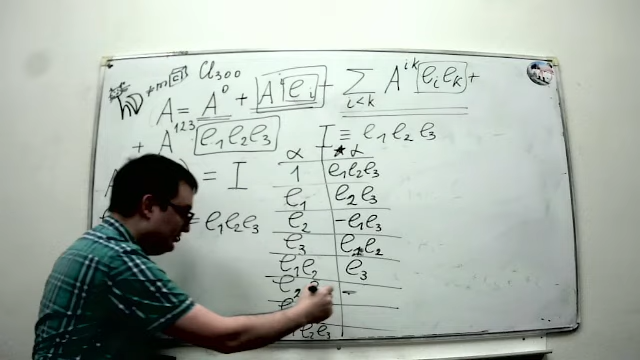 Cl₃₀₀
A = A⁰ + Aⁱeᵢ + ∑ᵢ<ₖ Aⁱᵏ eᵢeₖ +
+ A¹²³ e₁e₂e₃ I ≡ e₁e₂e₃
α ★α
= I 1 e₁e₂e₃
e₁ e₂e₃
= e₁e₂e₃ e₂ -e₁e₃
e₃ e₁e₂
e₁e₂ e₃